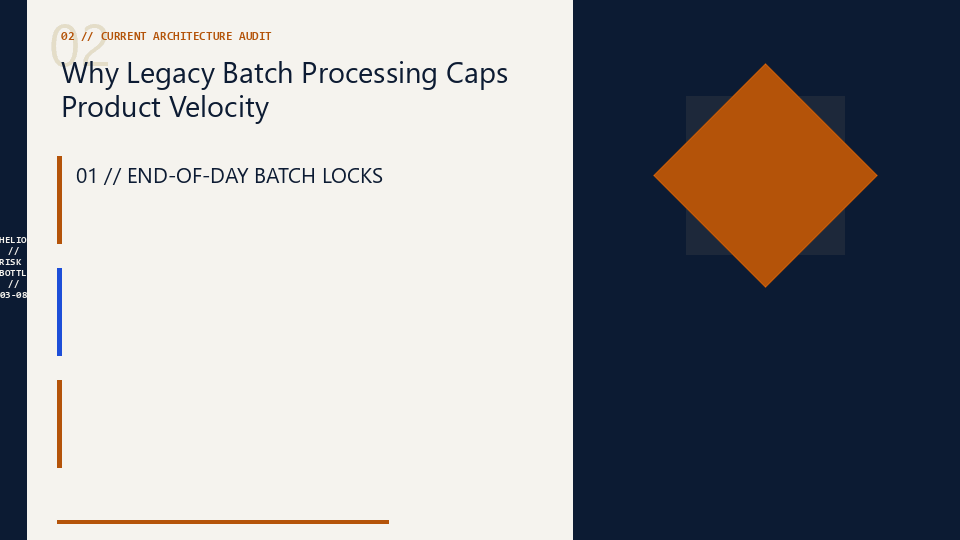 02
02 // CURRENT ARCHITECTURE AUDIT
Why Legacy Batch Processing Caps
Product Velocity
01 // END-OF-DAY BATCH LOCKS
HELIO
//
RISK
BOTTL
//
03-08